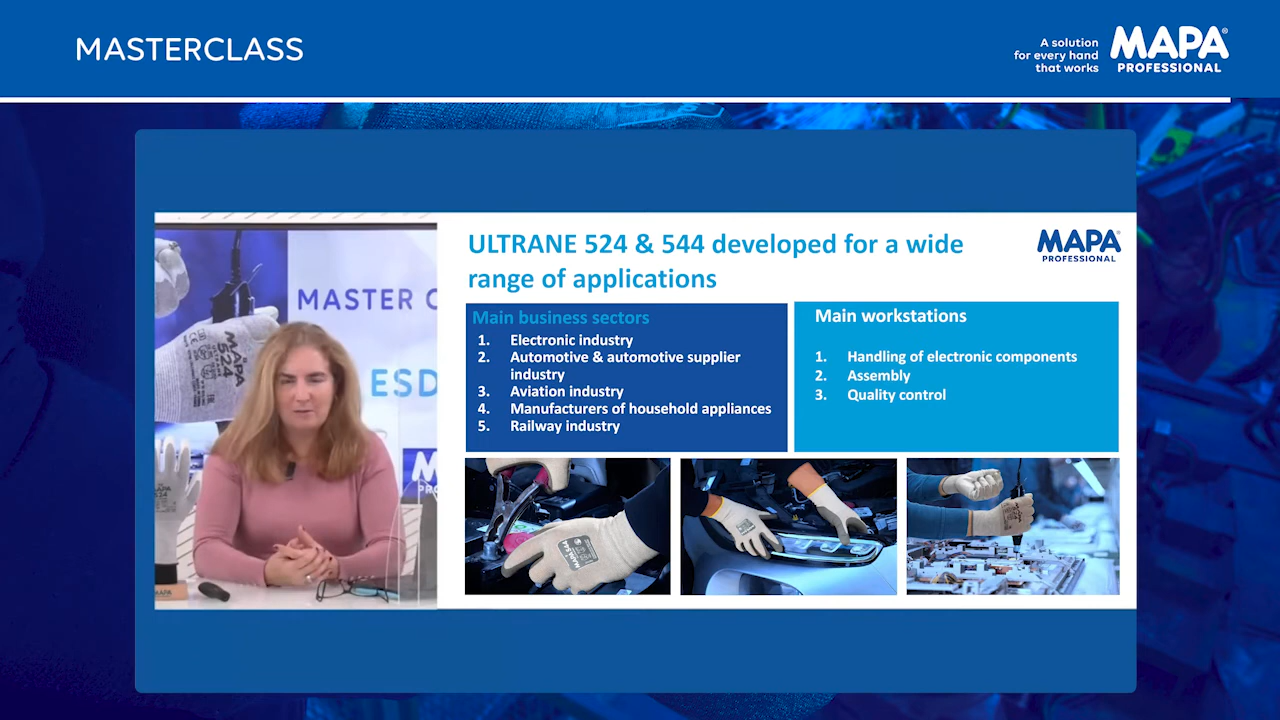 MASTERCLASS
A solution
for every hand
that works
MAPA
PROFESSIONAL
MASTER C
ESD
MAPA
524
ULTRANE 524 & 544 developed for a wide
range of applications
MAPA
PROFESSIONAL
Main business sectors
1. Electronic industry
2. Automotive & automotive supplier
industry
3. Aviation industry
4. Manufacturers of household appliances
5. Railway industry
Main workstations
1. Handling of electronic components
2. Assembly
3. Quality control